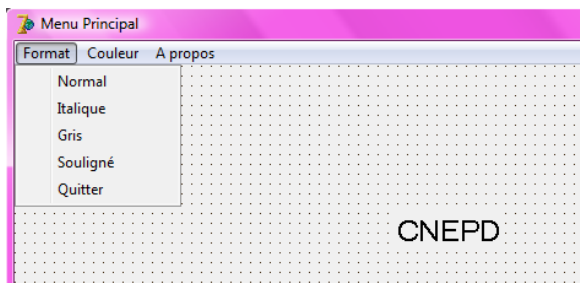 Menu Principal
Format Couleur A propos
Normal
Italique
Gris
Souligné
Quitter
CNEPD